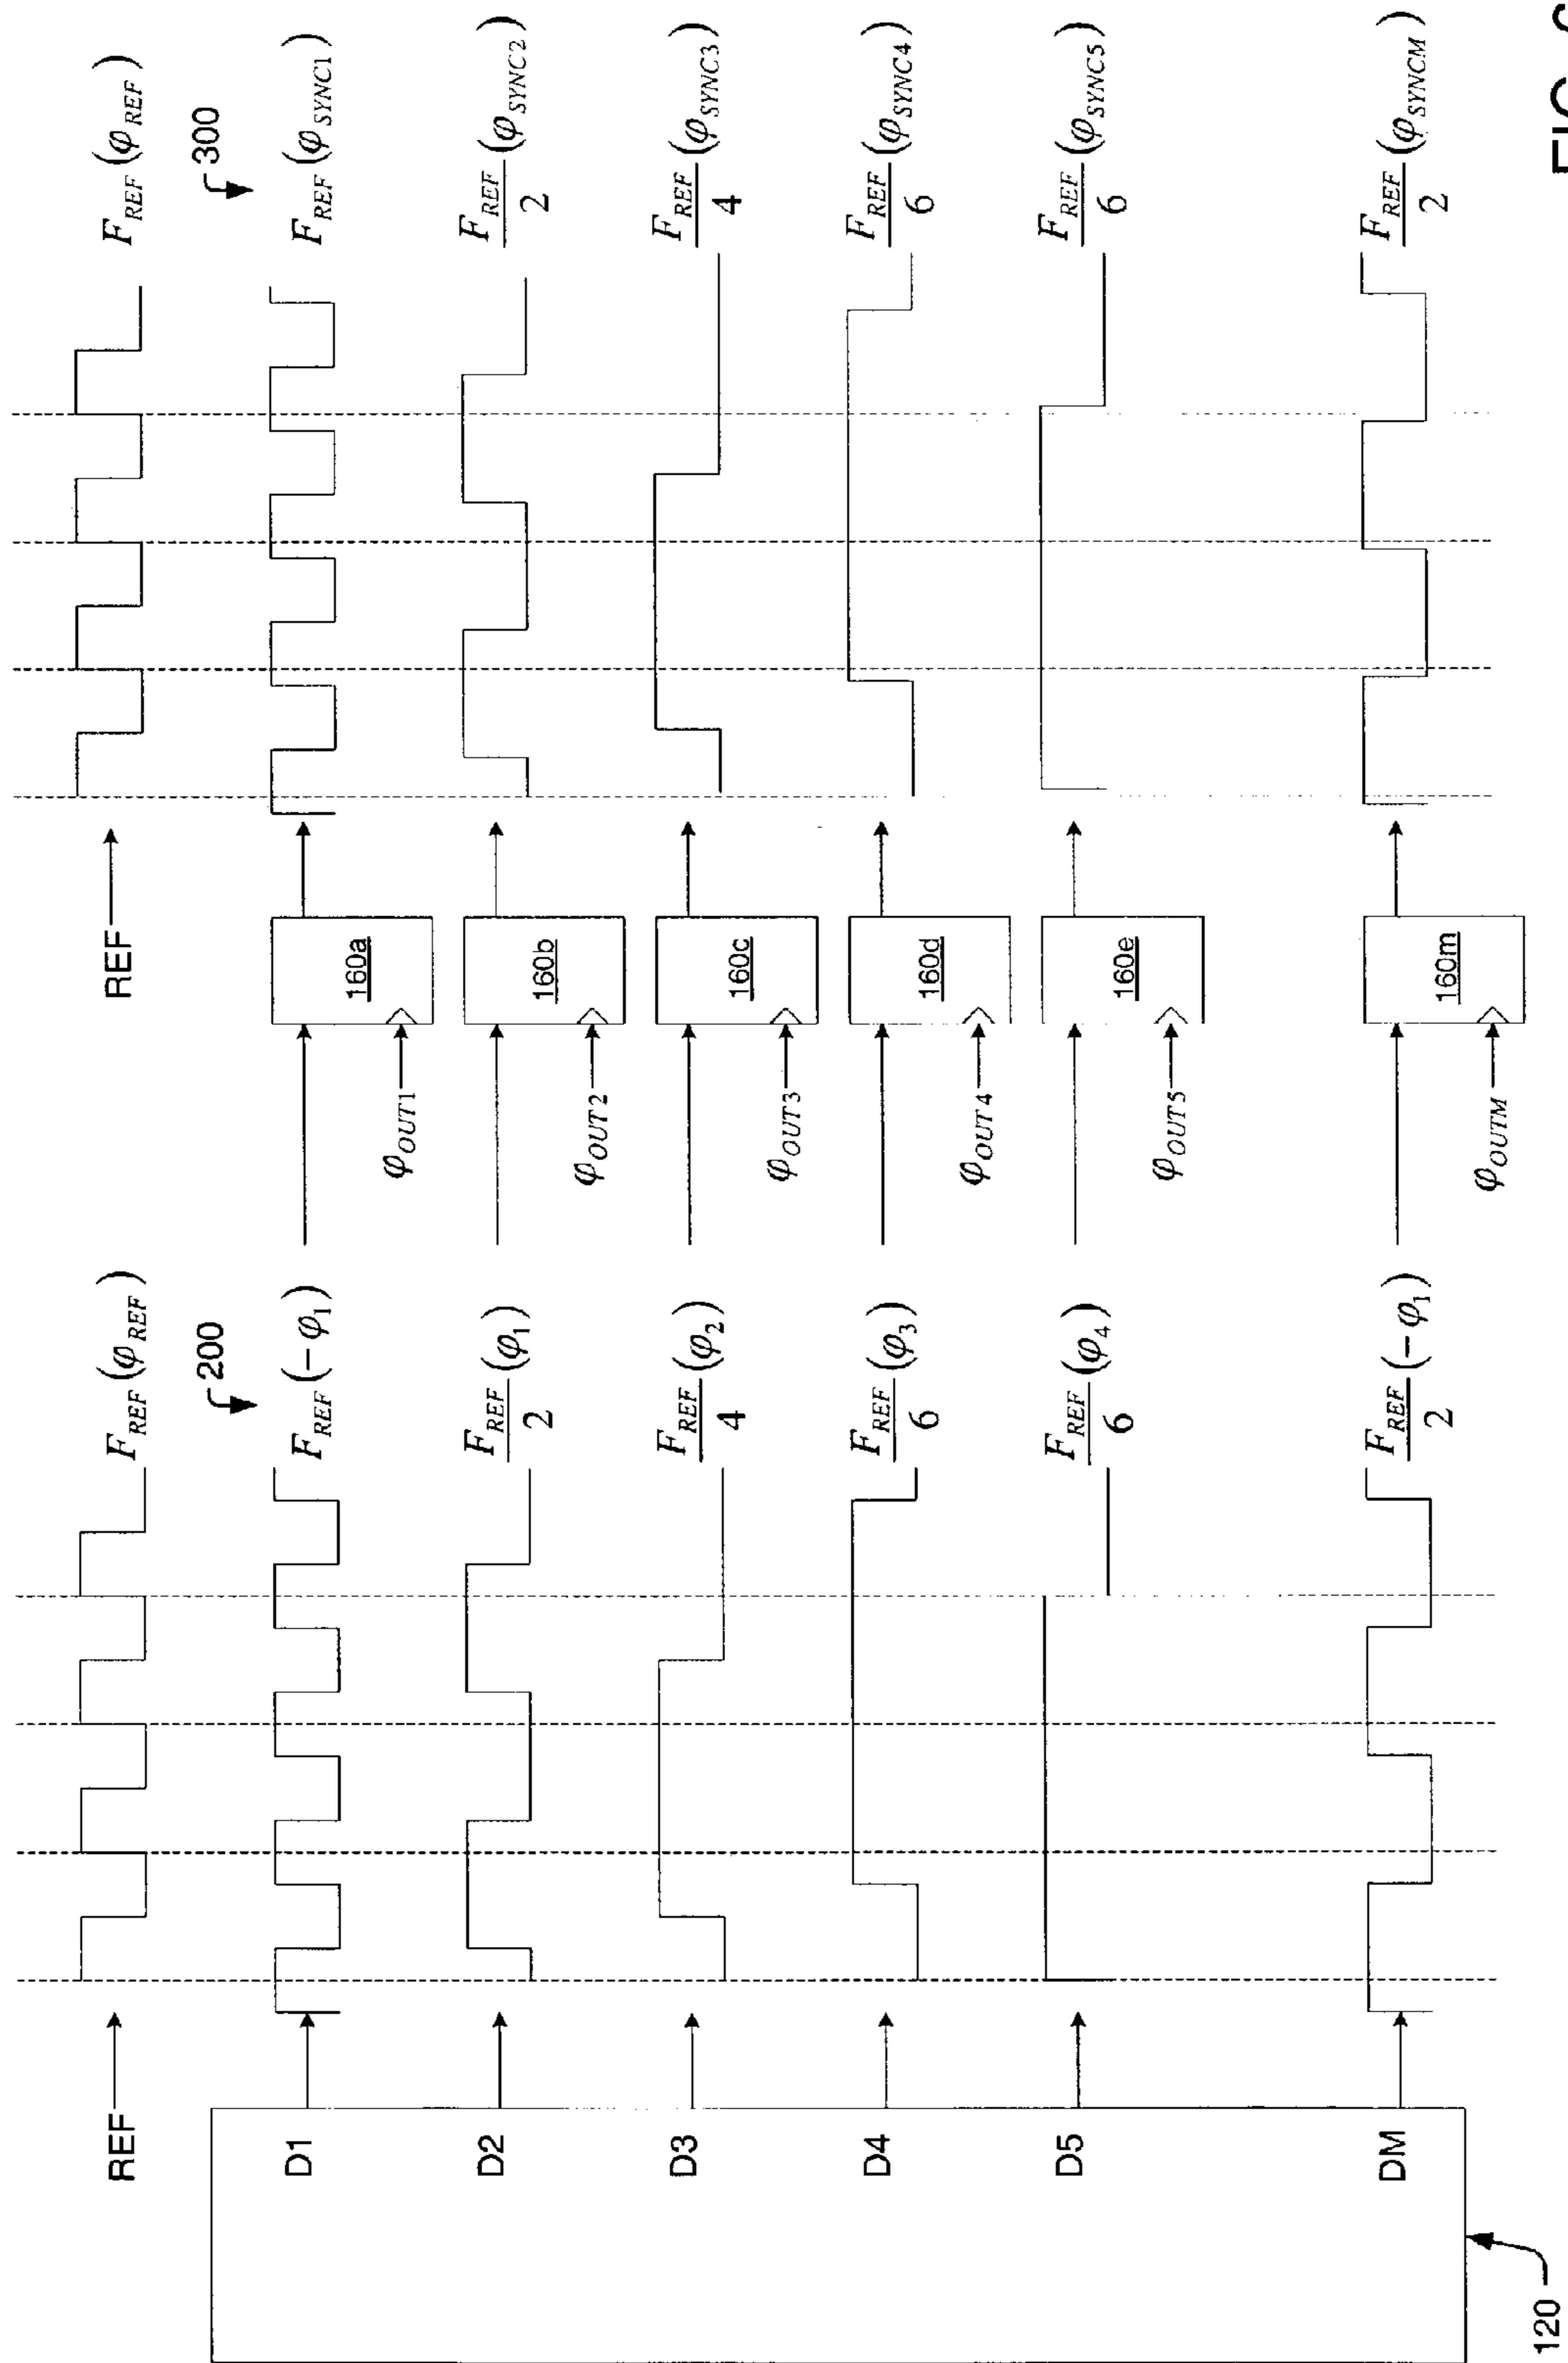 REF F_REF(φ_REF) REF F_REF(φ_REF)
200 300
D1 F_REF(−φ_1) 160a F_REF(φ_SYNC1)
φ_OUT1
D2 F_REF/2(φ_1) 160b F_REF/2(φ_SYNC2)
φ_OUT2
D3 F_REF/4(φ_2) 160c F_REF/4(φ_SYNC3)
φ_OUT3
D4 F_REF/6(φ_3) 160d F_REF/6(φ_SYNC4)
φ_OUT4
D5 F_REF/6(φ_4) 160e F_REF/6(φ_SYNC5)
φ_OUT5
DM F_REF/2(−φ_1) 160m F_REF/2(φ_SYNCM)
φ_OUTM
120
FIG.